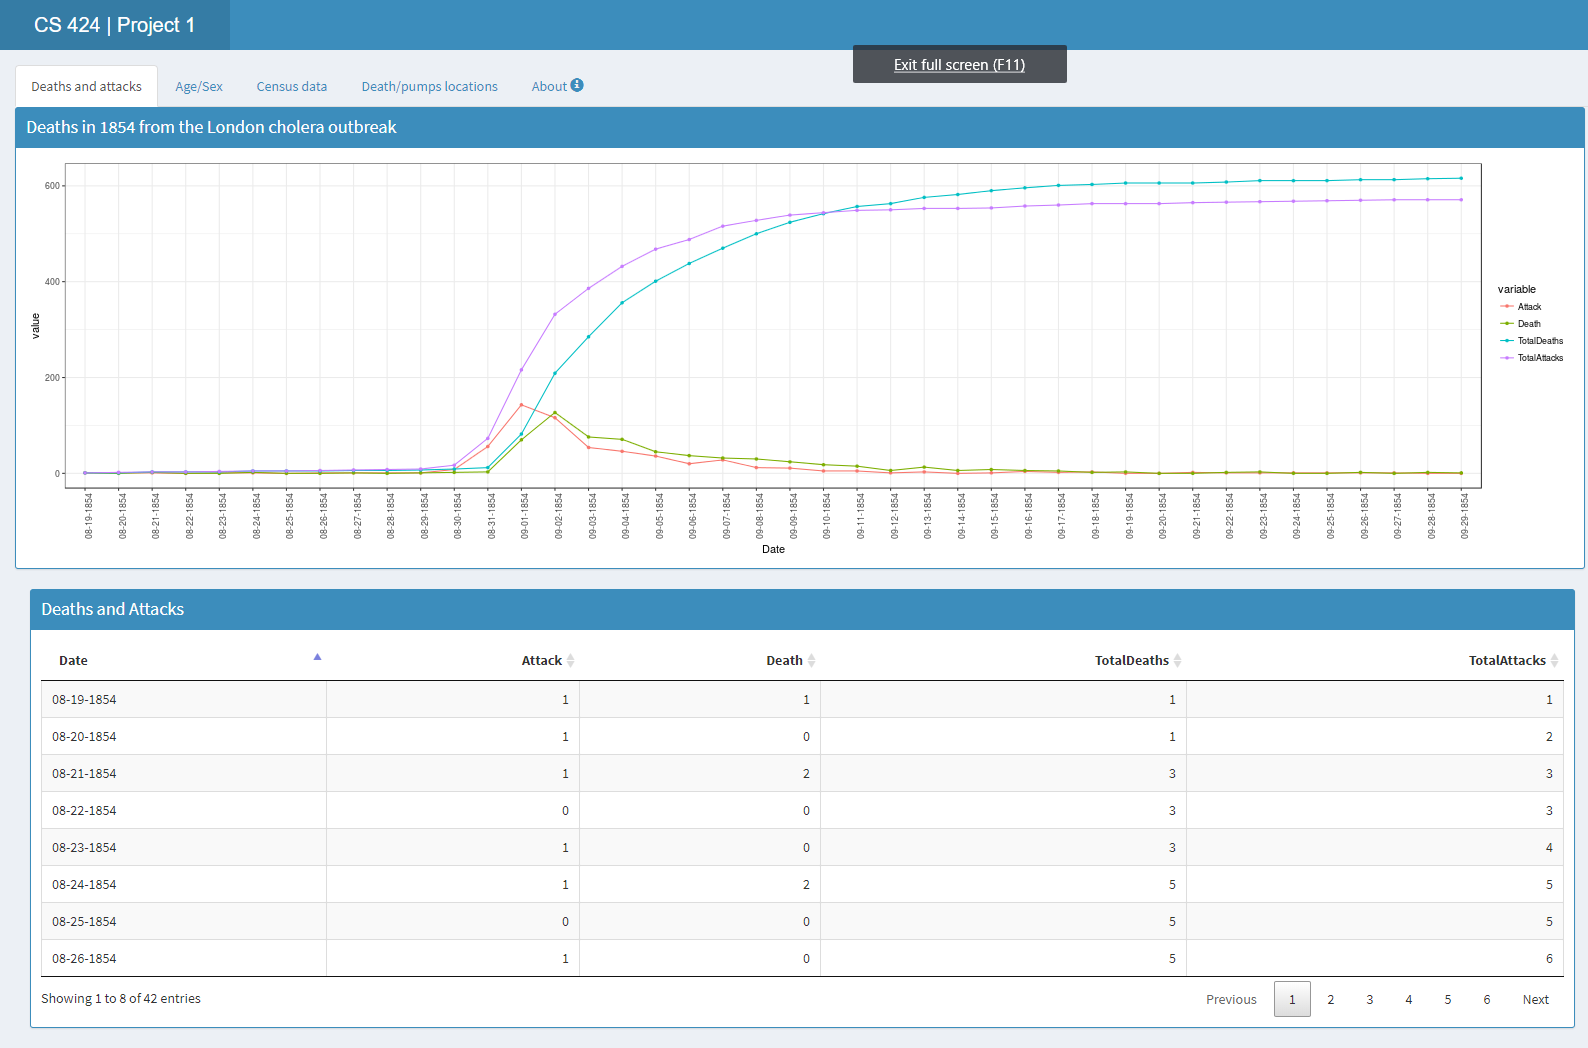 CS 424 | Project 1
Exit full screen (F11)
Deaths and attacks Age/Sex Census data Death/pumps locations About
Deaths in 1854 from the London cholera outbreak
600
400
200
0
value
08-19-1854 08-20-1854 08-21-1854 08-22-1854 08-23-1854 08-24-1854 08-25-1854 08-26-1854 08-27-1854 08-28-1854 08-29-1854 08-30-1854 08-31-1854 09-01-1854 09-02-1854 09-03-1854 09-04-1854 09-05-1854 09-06-1854 09-07-1854 09-08-1854 09-09-1854 09-10-1854 09-11-1854 09-12-1854 09-13-1854 09-14-1854 09-15-1854 09-16-1854 09-17-1854 09-18-1854 09-19-1854 09-20-1854 09-21-1854 09-22-1854 09-23-1854 09-24-1854 09-25-1854 09-26-1854 09-27-1854 09-28-1854 09-29-1854
Date
variable
Attack
Death
TotalDeaths
TotalAttacks
Deaths and Attacks
Date Attack Death TotalDeaths TotalAttacks
08-19-1854 1 1 1 1
08-20-1854 1 0 1 2
08-21-1854 1 2 3 3
08-22-1854 0 0 3 3
08-23-1854 1 0 3 4
08-24-1854 1 2 5 5
08-25-1854 0 0 5 5
08-26-1854 1 0 5 6
Showing 1 to 8 of 42 entries
Previous 1 2 3 4 5 6 Next